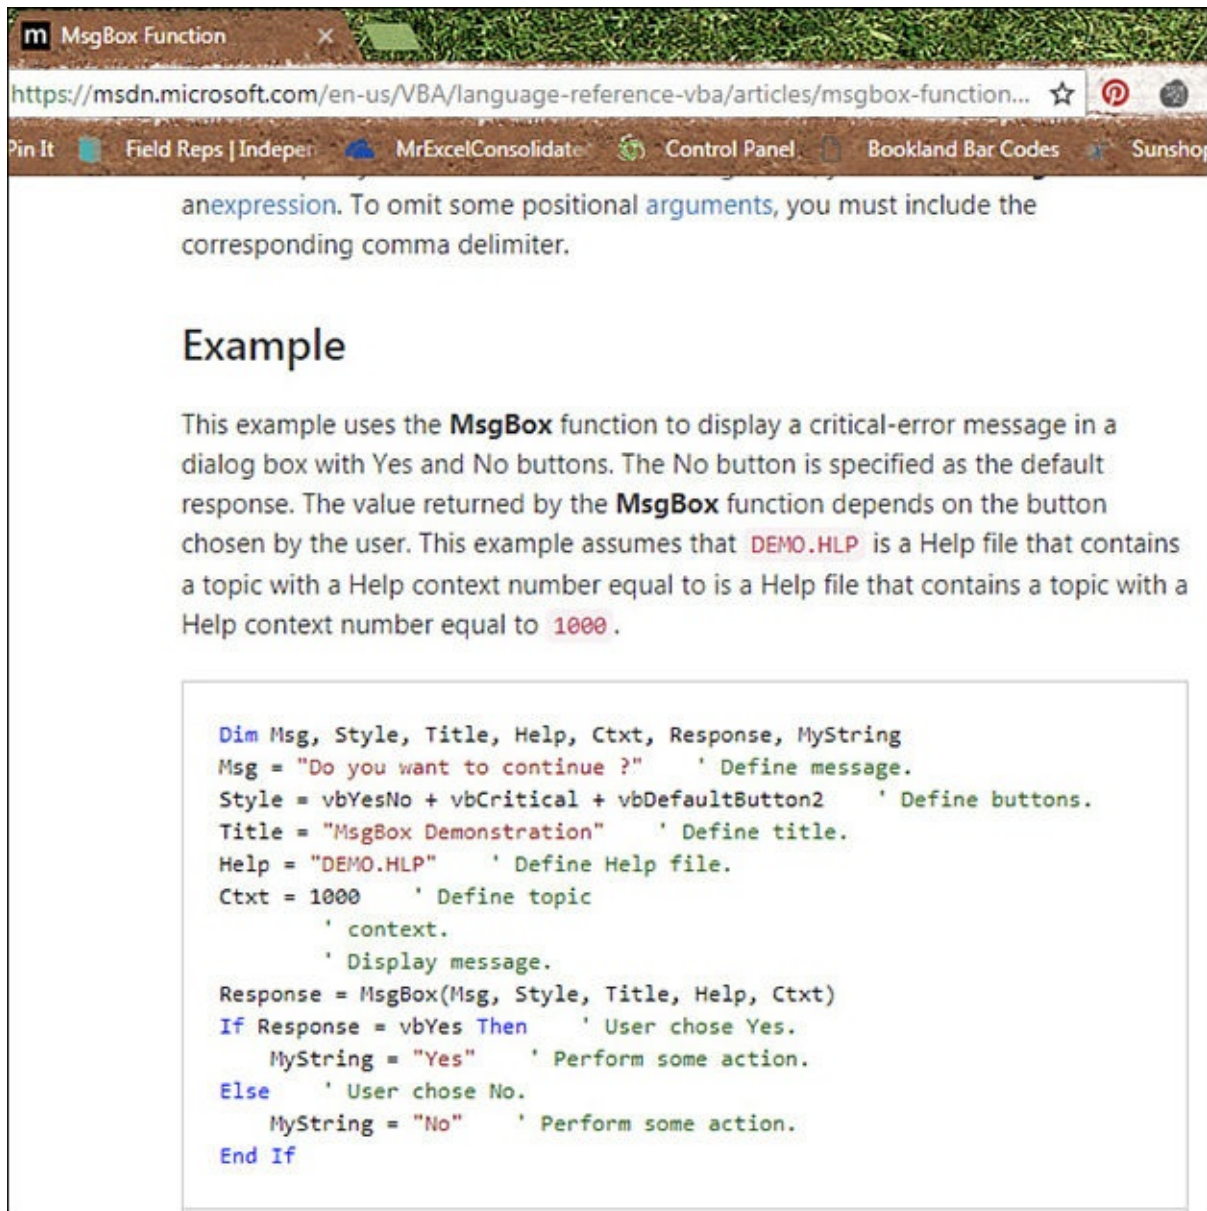 m MsgBox Function ×
https://msdn.microsoft.com/en-us/VBA/language-reference-vba/articles/msgbox-function...
Pin It Field Reps | Indeper MrExcelConsolidate Control Panel Bookland Bar Codes Sunshop
anexpression. To omit some positional arguments, you must include the
corresponding comma delimiter.
Example
This example uses the MsgBox function to display a critical-error message in a
dialog box with Yes and No buttons. The No button is specified as the default
response. The value returned by the MsgBox function depends on the button
chosen by the user. This example assumes that DEMO.HLP is a Help file that contains
a topic with a Help context number equal to is a Help file that contains a topic with a
Help context number equal to 1000.
Dim Msg, Style, Title, Help, Ctxt, Response, MyString
Msg = "Do you want to continue ?"    ' Define message.
Style = vbYesNo + vbCritical + vbDefaultButton2    ' Define buttons.
Title = "MsgBox Demonstration"    ' Define title.
Help = "DEMO.HLP"    ' Define Help file.
Ctxt = 1000    ' Define topic
        ' context.
        ' Display message.
Response = MsgBox(Msg, Style, Title, Help, Ctxt)
If Response = vbYes Then    ' User chose Yes.
    MyString = "Yes"    ' Perform some action.
Else    ' User chose No.
    MyString = "No"    ' Perform some action.
End If